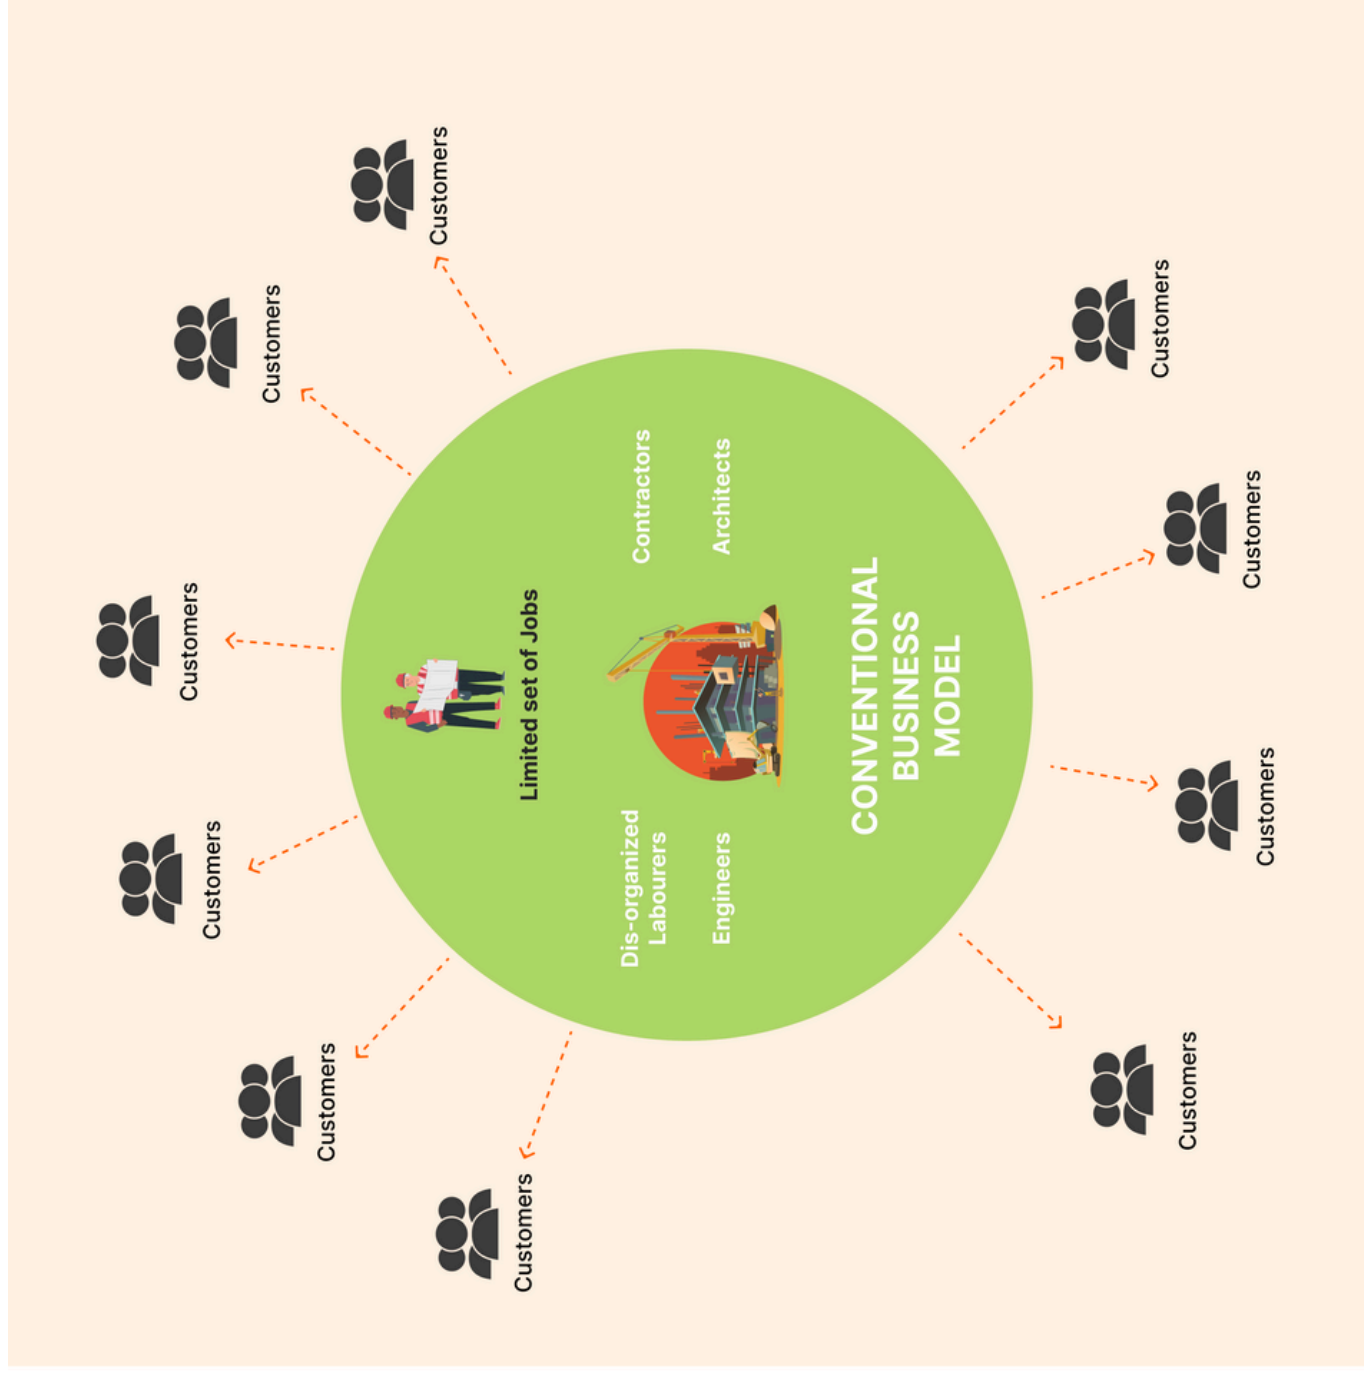 Customers
Customers
Customers
Customers
Customers
Customers
Limited set of Jobs
Dis-organized
Labourers
Contractors
Engineers
Architects
CONVENTIONAL
BUSINESS
MODEL
Customers
Customers
Customers
Customers